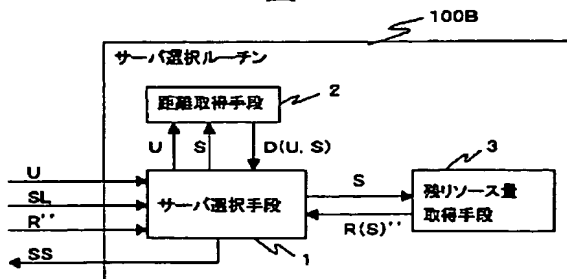 100B
サーバ選択ルーチン
距離取得手段
2
U
S
D(U, S)
3
U
SL
R''
SS
サーバ選択手段
1
S
R(S)''
残リソース量
取得手段